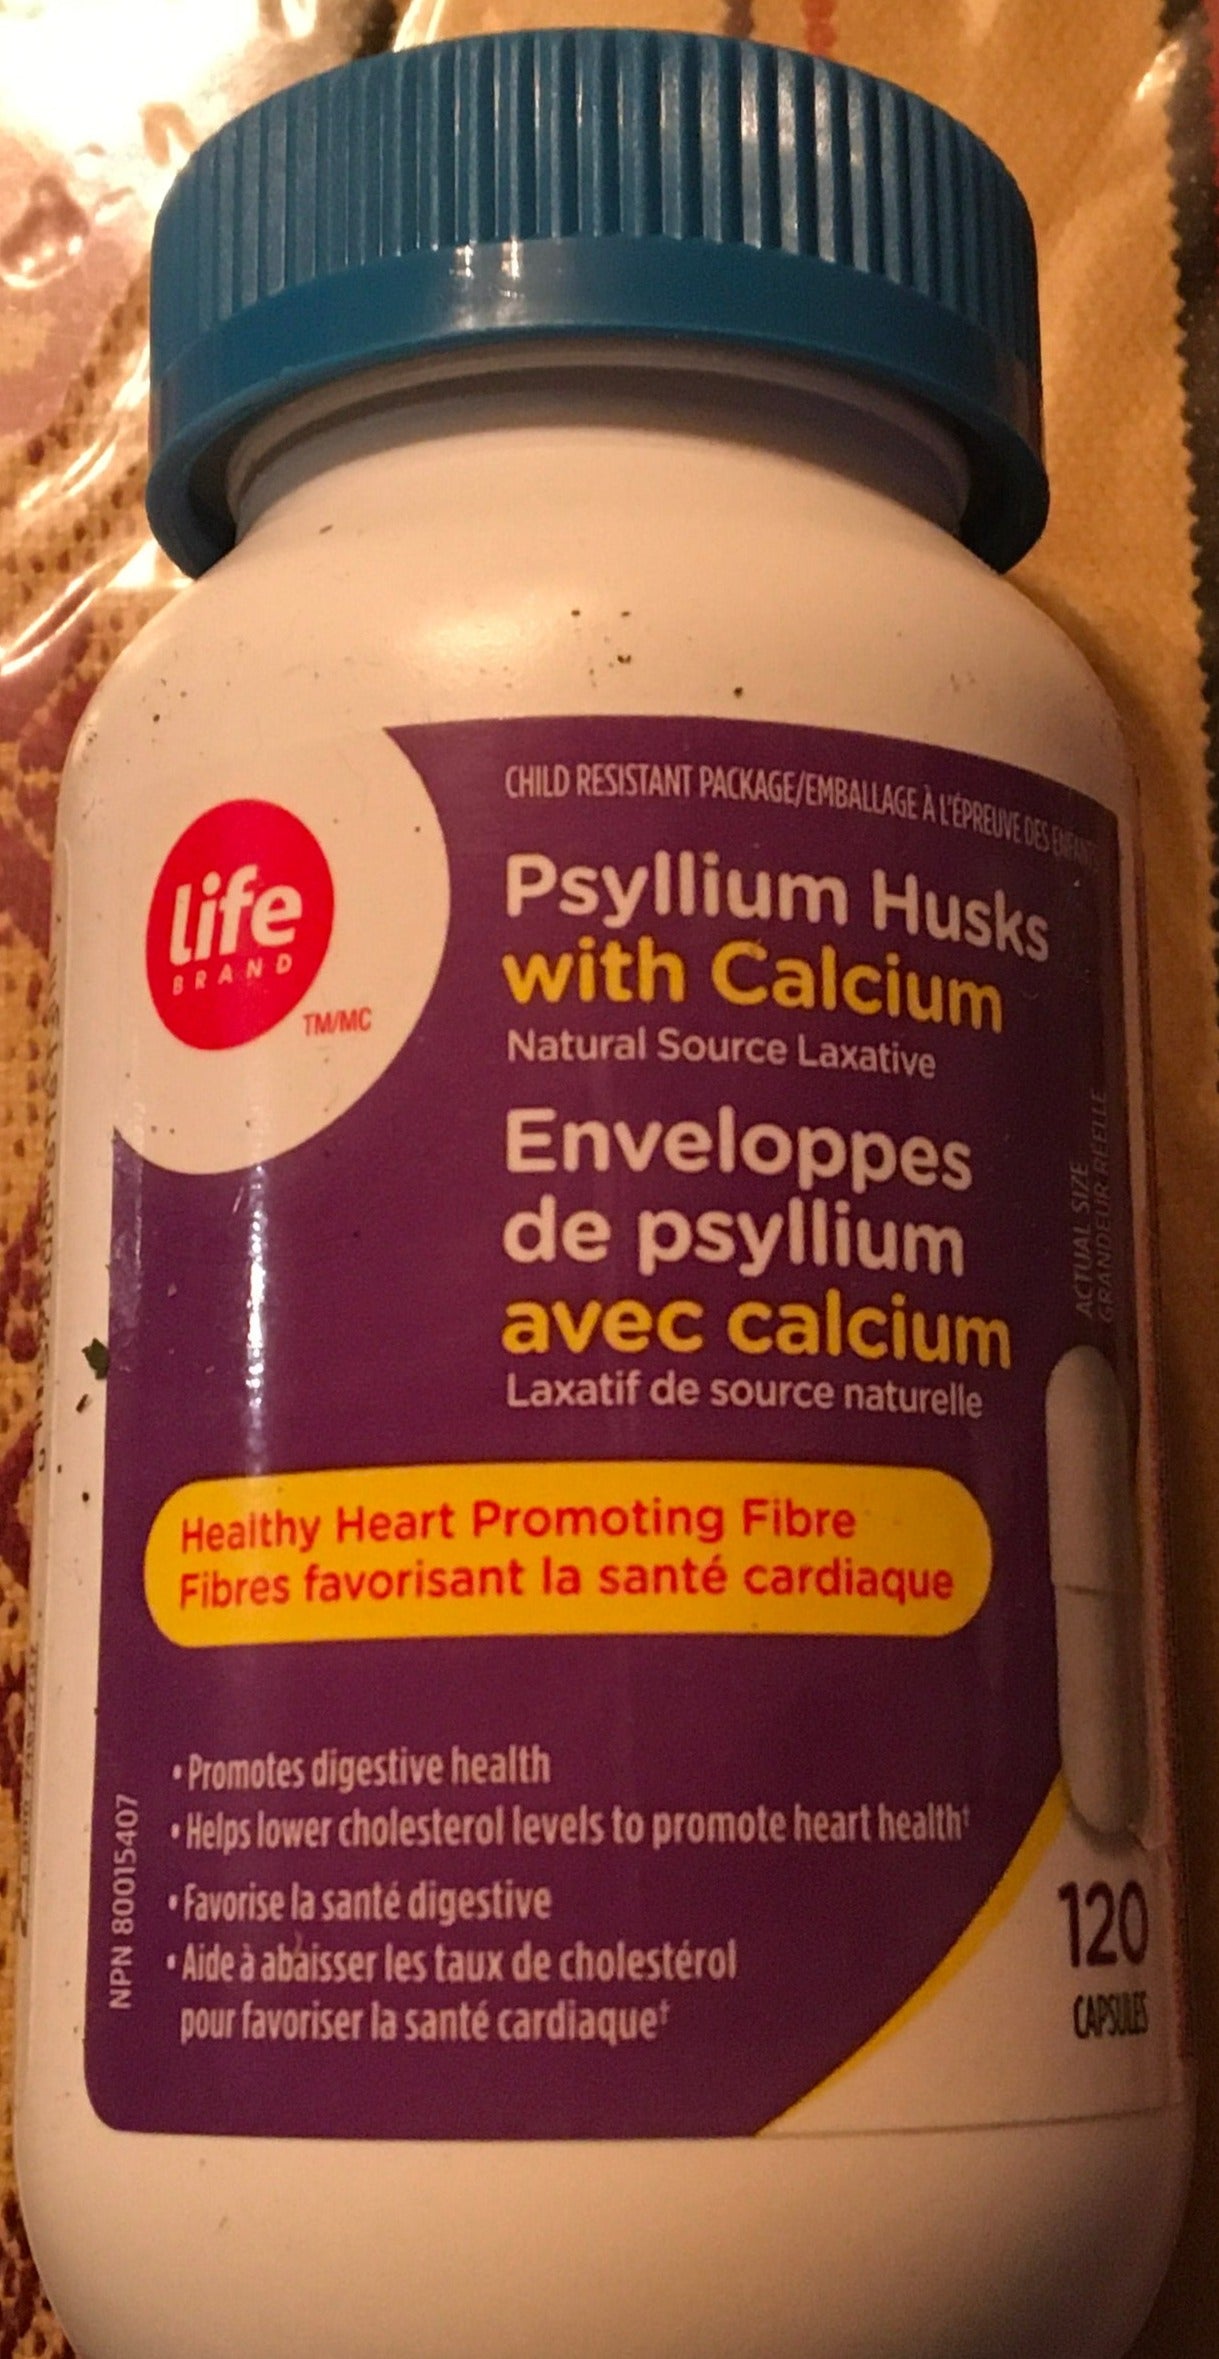 CHILD RESISTANT PACKAGE/EMBALLAGE À L'ÉPREUVE DES ENFANTS
life
BRAND
TM/MC
Psyllium Husks
with Calcium
Natural Source Laxative
Enveloppes
de psyllium
avec calcium
Laxatif de source naturelle
ACTUAL SIZE
GRANDEUR RÉELLE
Healthy Heart Promoting Fibre
Fibres favorisant la santé cardiaque
• Promotes digestive health
• Helps lower cholesterol levels to promote heart health†
• Favorise la santé digestive
• Aide à abaisser les taux de cholestérol
pour favoriser la santé cardiaque†
NPN 80015407
120
CAPSULES